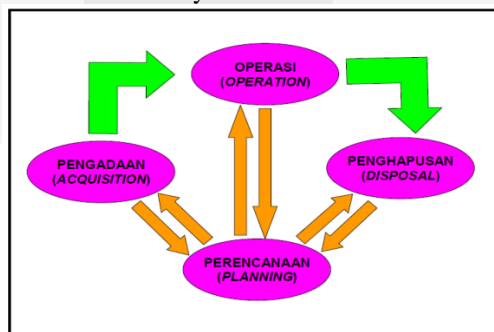 OPERASI
(OPERATION)
PENGADAAN
(ACQUISITION)
PENGHAPUSAN
(DISPOSAL)
PERENCANAAN
(PLANNING)